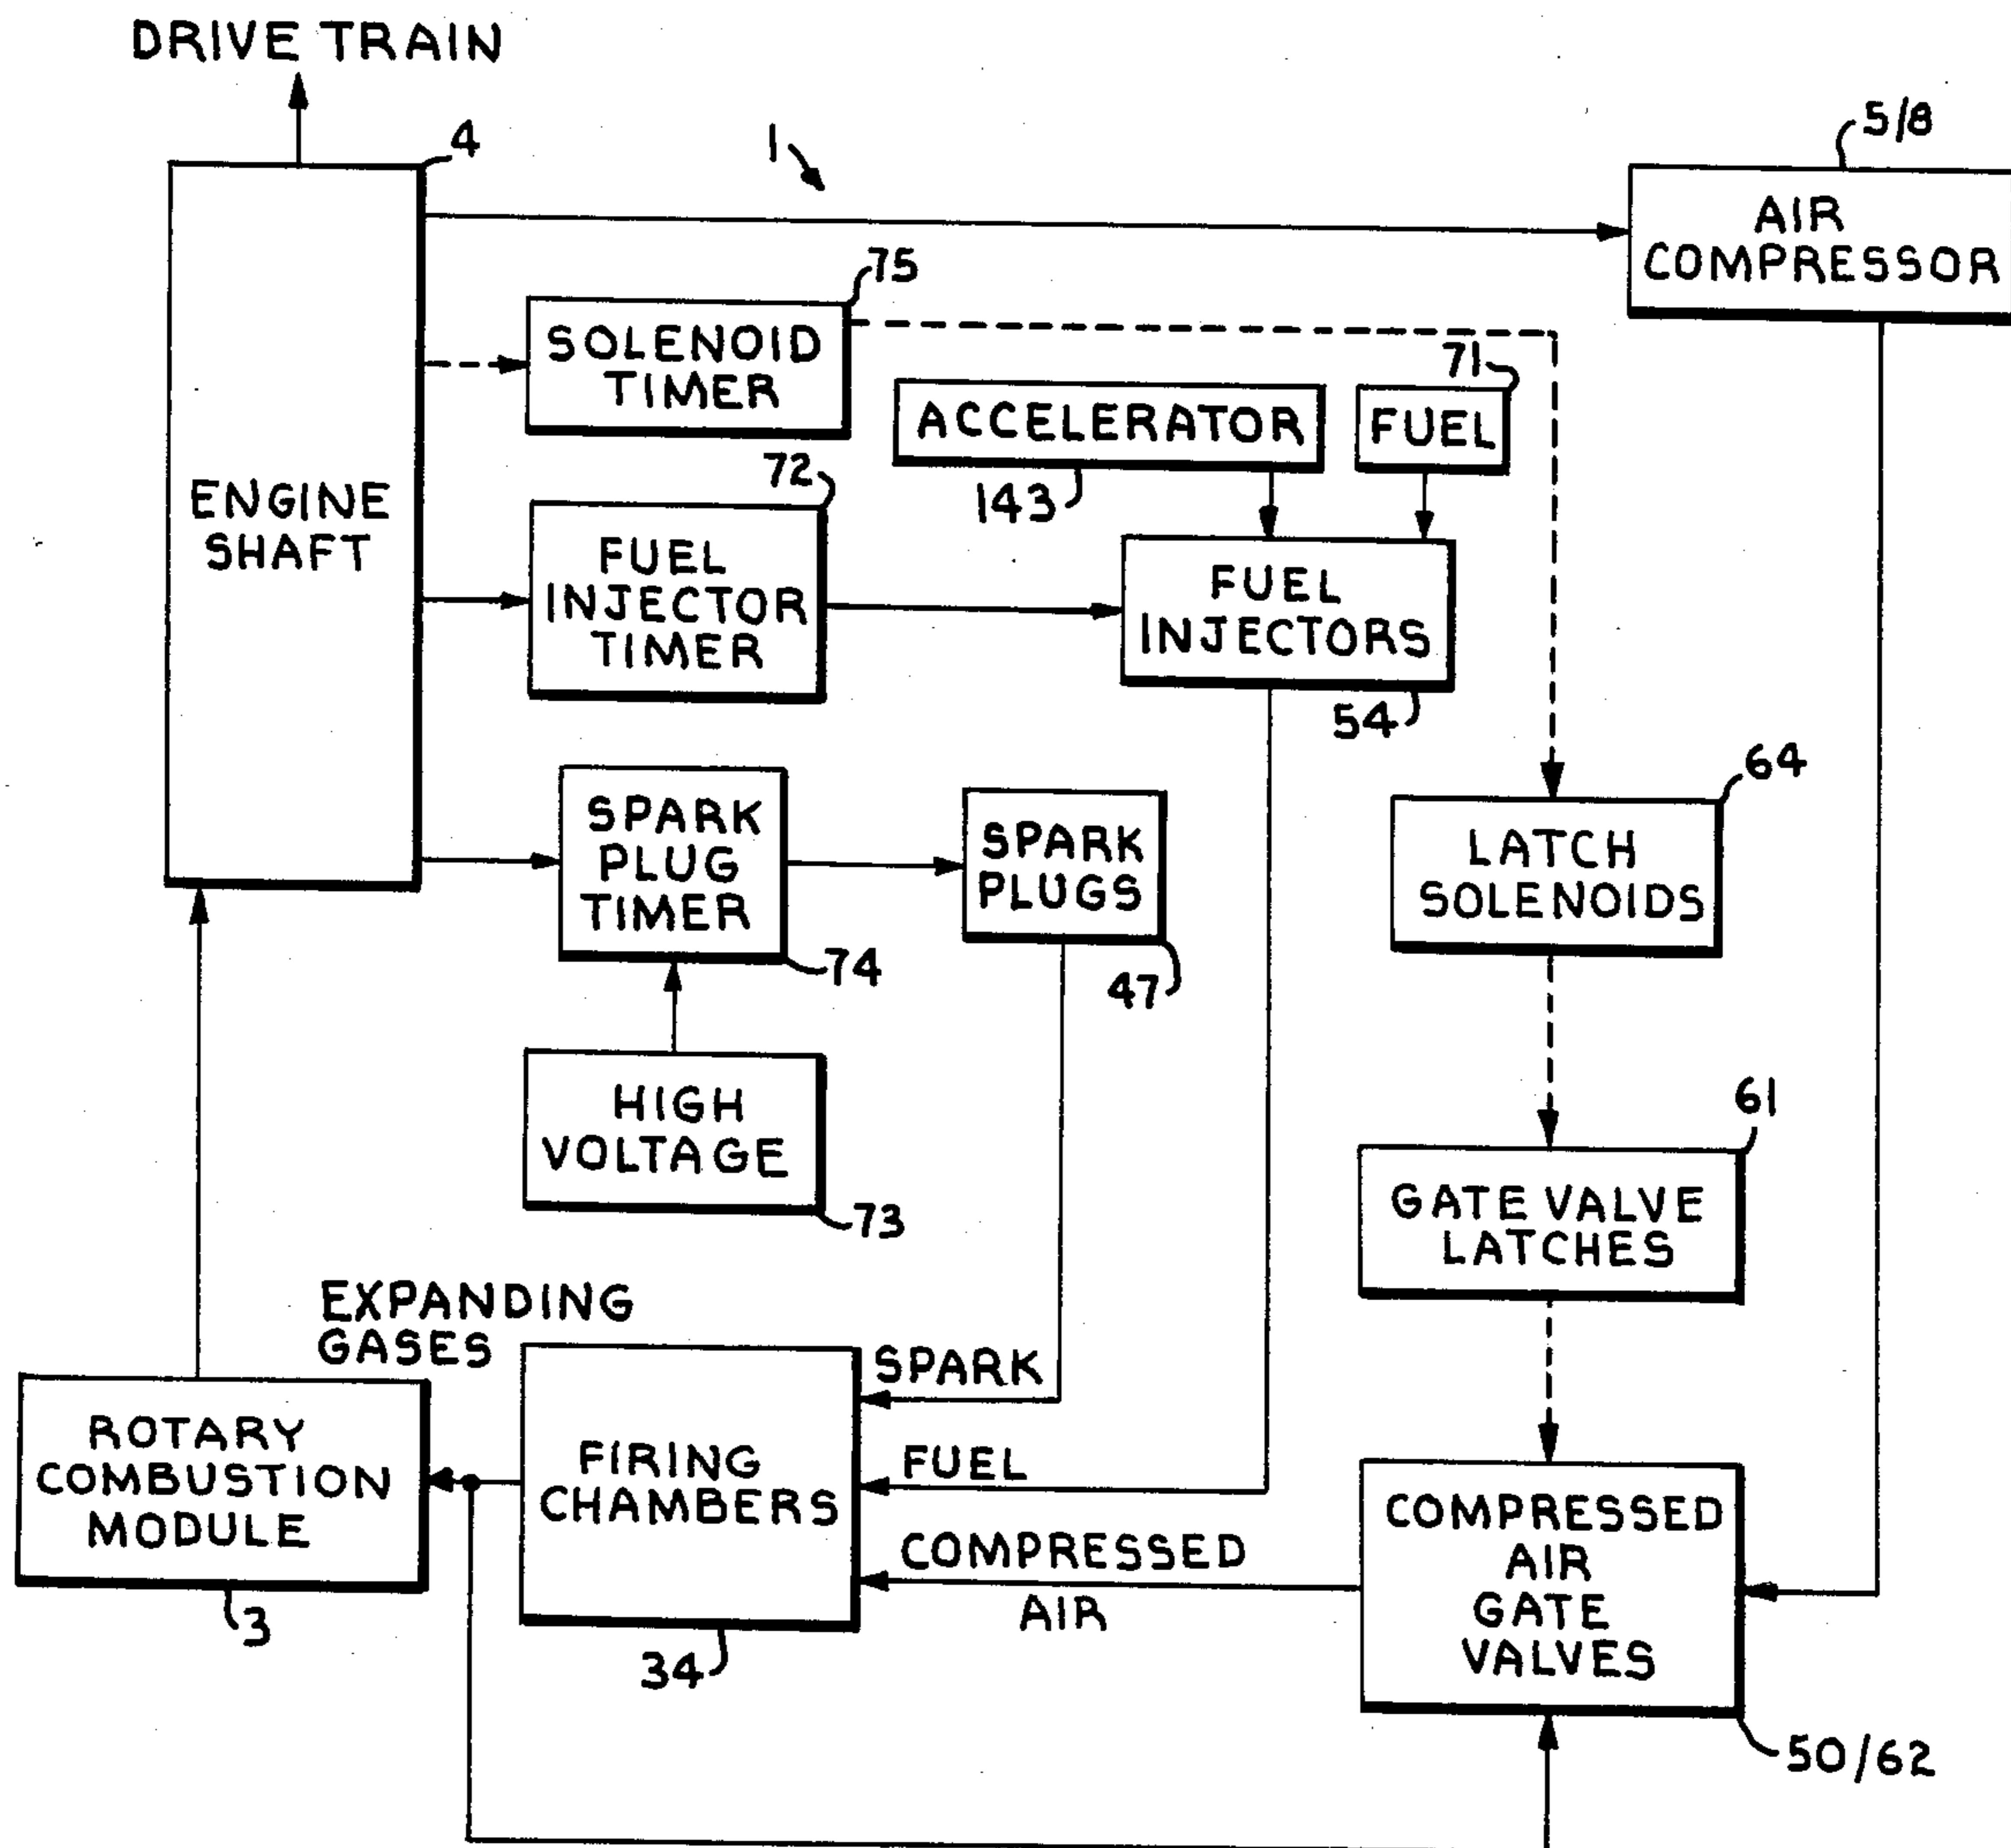 DRIVE TRAIN
4
1
5/8
AIR
COMPRESSOR
75
SOLENOID
TIMER
71
ACCELERATOR
FUEL
143
72
ENGINE
SHAFT
FUEL
INJECTOR
TIMER
FUEL
INJECTORS
54
64
SPARK
PLUG
TIMER
74
SPARK
PLUGS
47
LATCH
SOLENOIDS
HIGH
VOLTAGE
73
61
GATE VALVE
LATCHES
EXPANDING
GASES
ROTARY
COMBUSTION
MODULE
3
FIRING
CHAMBERS
34
SPARK
FUEL
COMPRESSED
AIR
COMPRESSED
AIR
GATE
VALVES
50/62